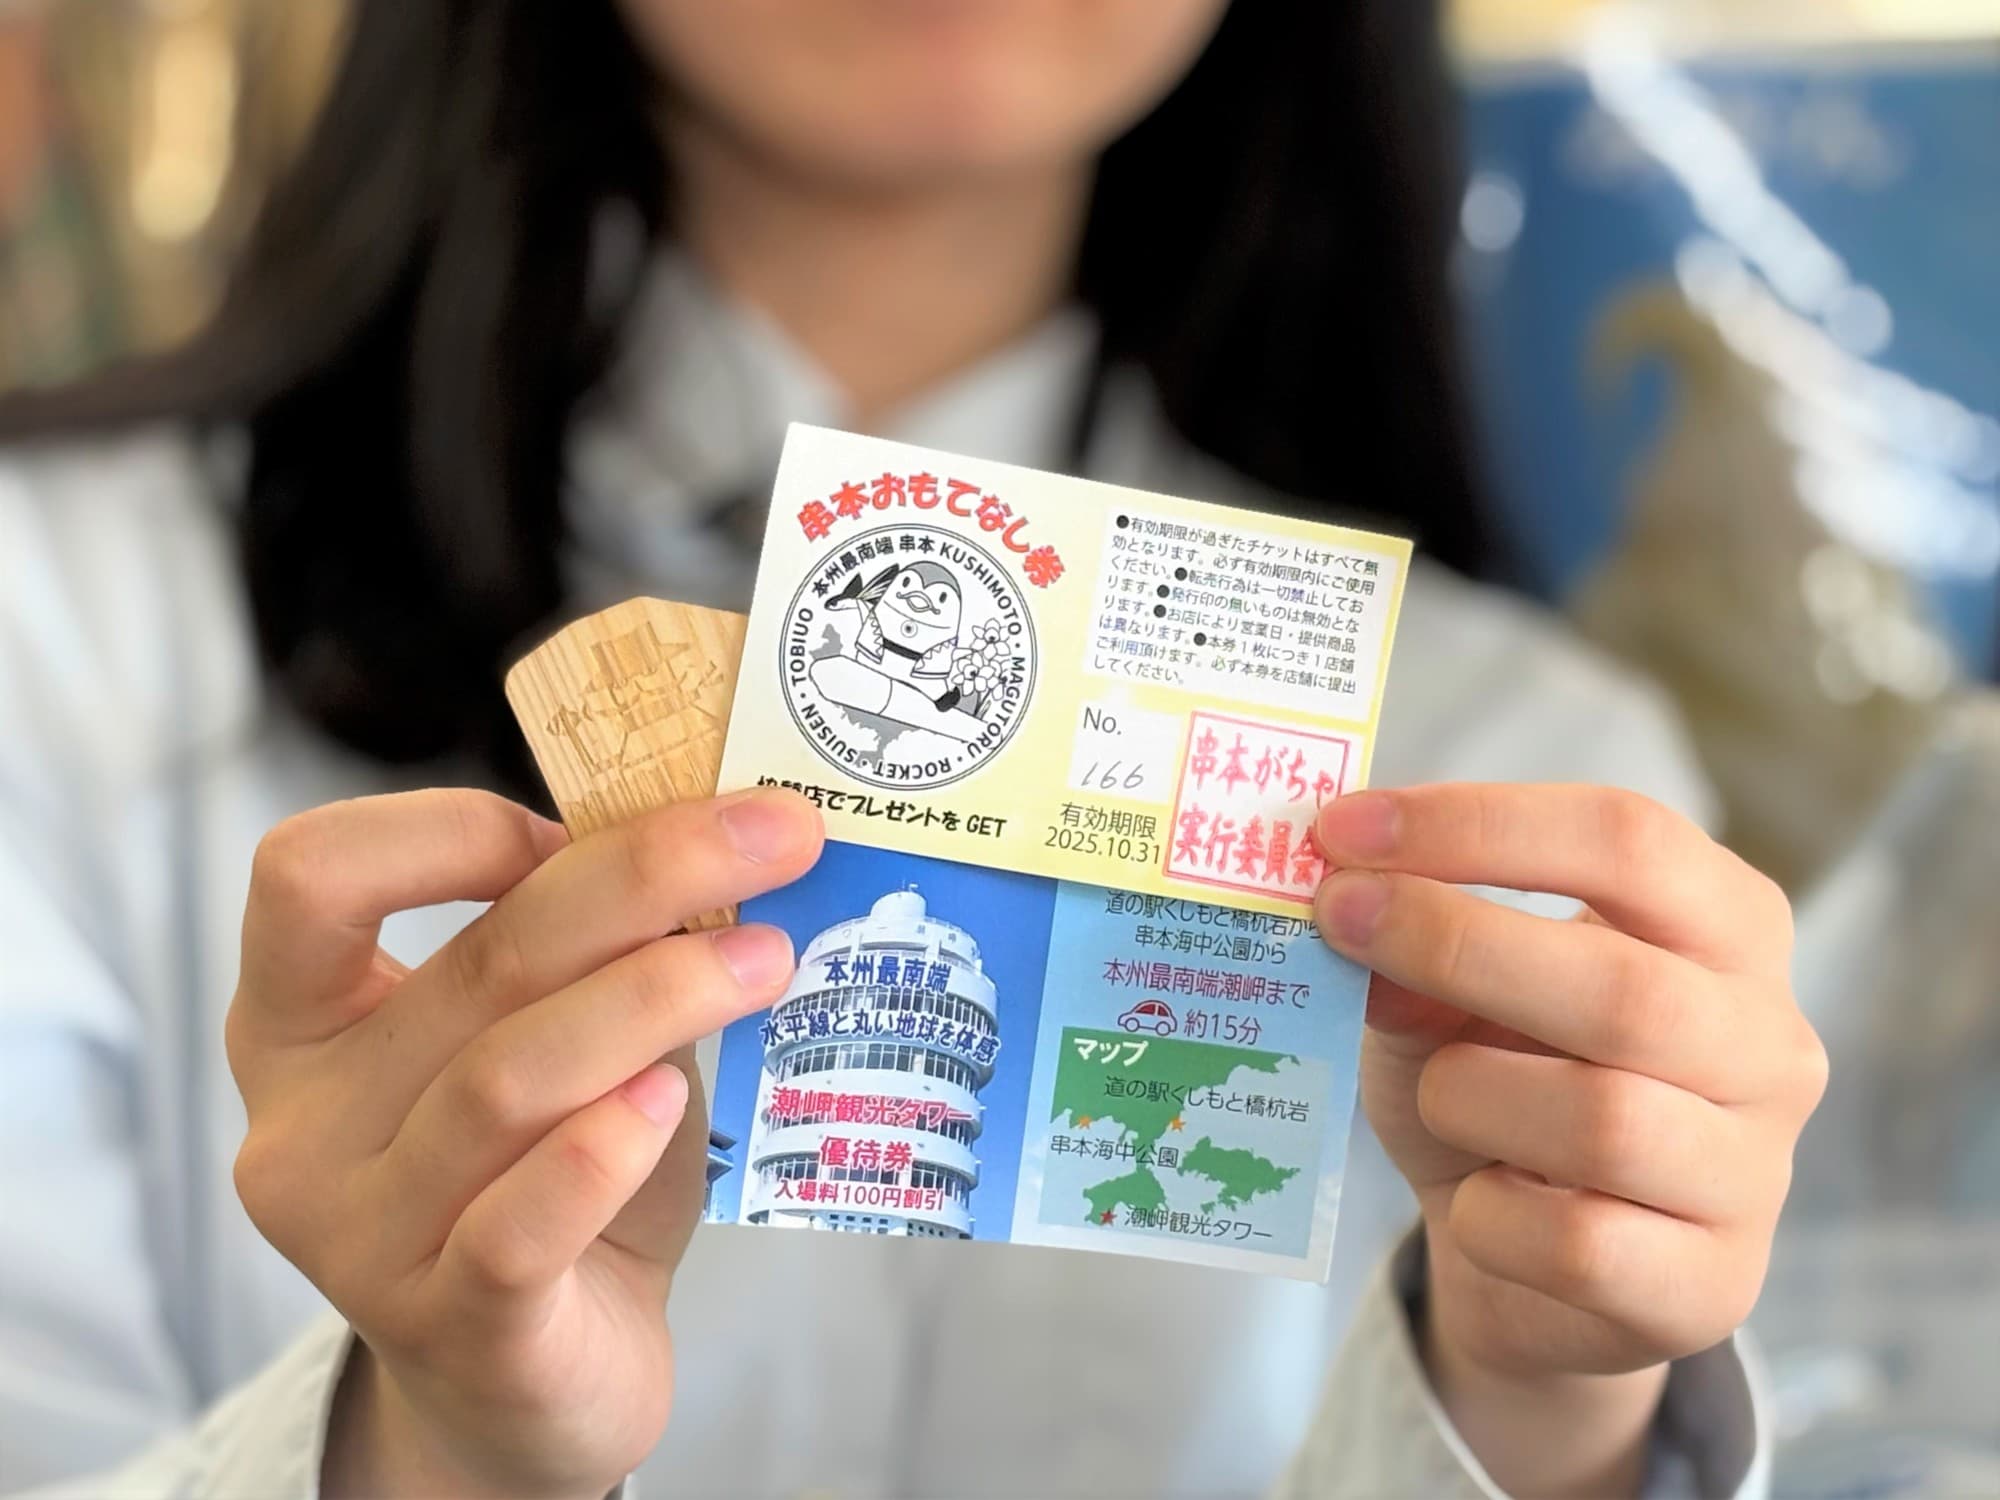 串本おもてなし券
本州最南端 串本 KUSHIMOTO・MAGUTORU・ROCKET・SUISEN・TOBIUO
店でプレゼントを GET
●有効期限が過ぎたチケットはすべて無
効となります。必ず有効期限内にご使用
ください。●転売行為は一切禁止してお
ります。●発行印の無いものは無効とな
ります。●お店により営業日・提供商品
は異なります。●本券1枚につき1店舗
ご利用頂けます。必ず本券を店舗に提出
してください。
No.
166
有効期限
2025.10.31
串本がちゃ
実行委員会
本州最南端
水平線と丸い地球を体感
潮岬観光タワー
優待券
入場料100円割引
道の駅くしもと橋杭岩から
串本海中公園から
本州最南端潮岬まで
約15分
マップ
道の駅くしもと橋杭岩
串本海中公園
潮岬観光タワー